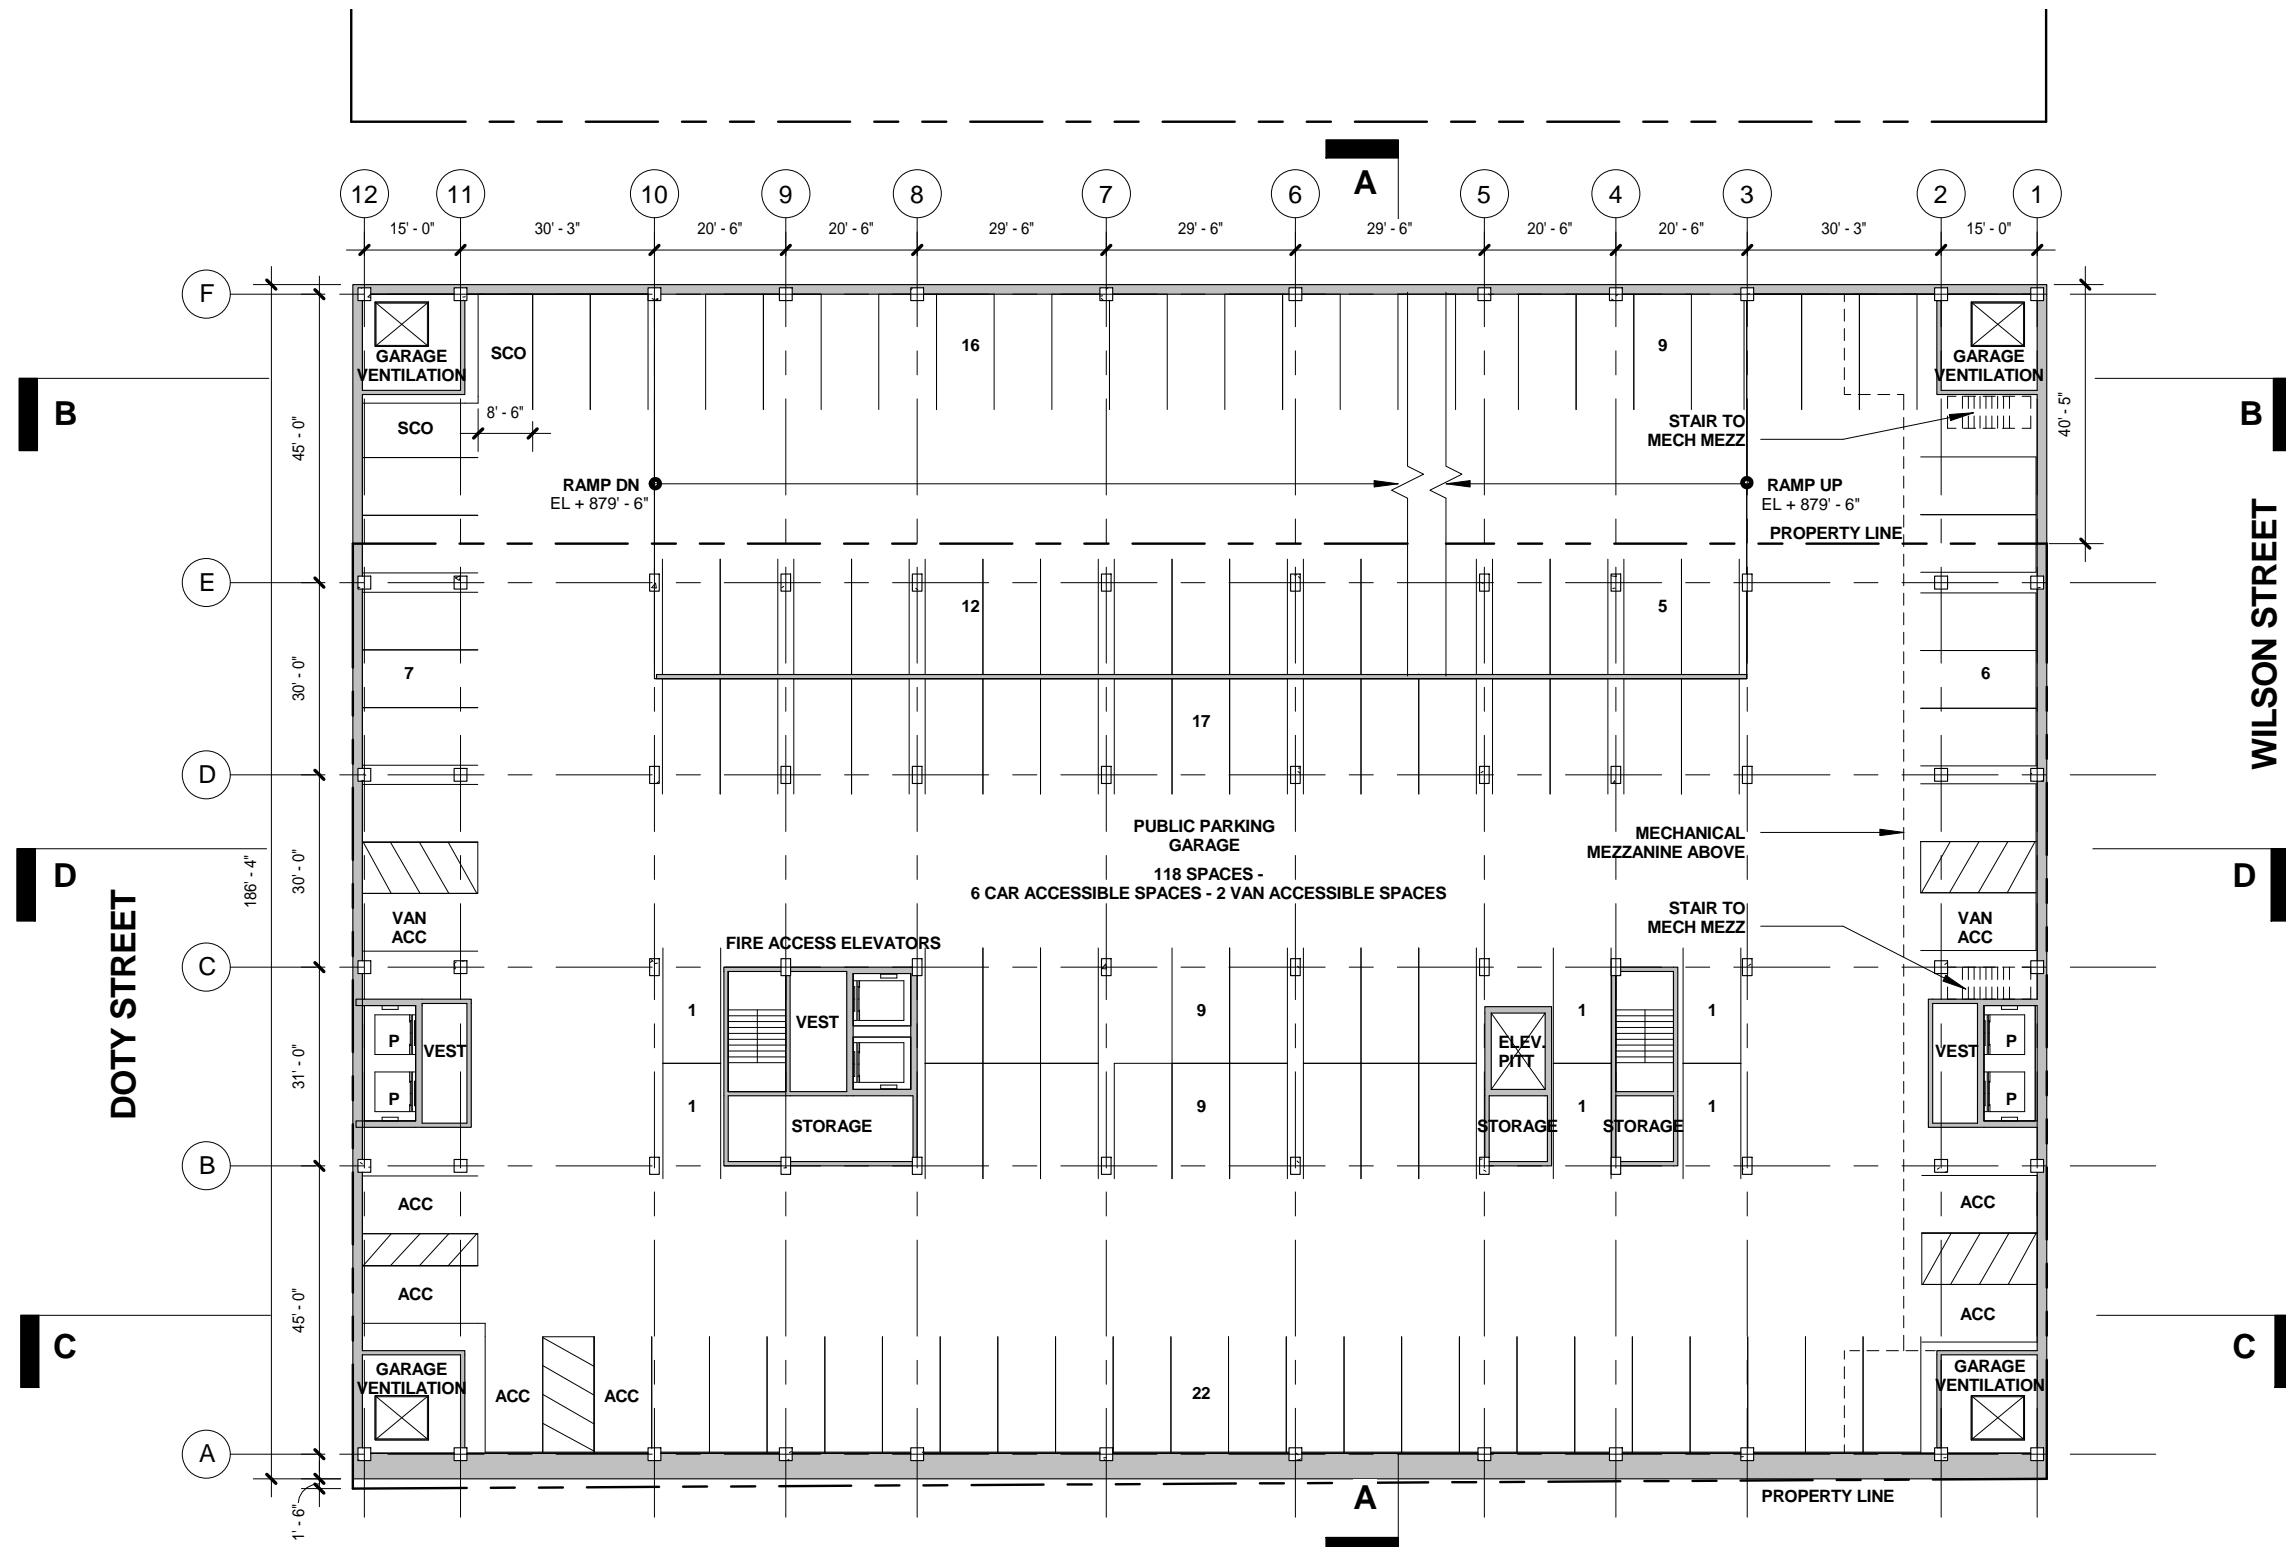 A
12 11 10 9 8 7 6 5 4 3 2 1
15' - 0" 30' - 3" 20' - 6" 20' - 6" 29' - 6" 29' - 6" 29' - 6" 20' - 6" 20' - 6" 30' - 3" 15' - 0"
F
GARAGE
VENTILATION
SCO
16
9
GARAGE
VENTILATION
B
SCO
8' - 6"
45' - 0"
STAIR TO
MECH MEZZ
40' - 5"
B
RAMP DN
EL + 879' - 6"
RAMP UP
EL + 879' - 6"
PROPERTY LINE
E
12
5
WILSON STREET
30' - 0"
7
6
17
D
PUBLIC PARKING
GARAGE
118 SPACES -
6 CAR ACCESSIBLE SPACES - 2 VAN ACCESSIBLE SPACES
MECHANICAL
MEZZANINE ABOVE
D
186' - 4"
30' - 0"
D
VAN
ACC
STAIR TO
MECH MEZZ
VAN
ACC
DOTY STREET
FIRE ACCESS ELEVATORS
C
1
VEST
9
1
1
P
VEST
ELEV.
PITT
VEST
P
31' - 0"
P
1
STORAGE
9
STORAGE
1
STORAGE
1
P
B
ACC
ACC
ACC
ACC
C
45' - 0"
C
GARAGE
VENTILATION
ACC
ACC
22
GARAGE
VENTILATION
A
1' - 6"
A
PROPERTY LINE